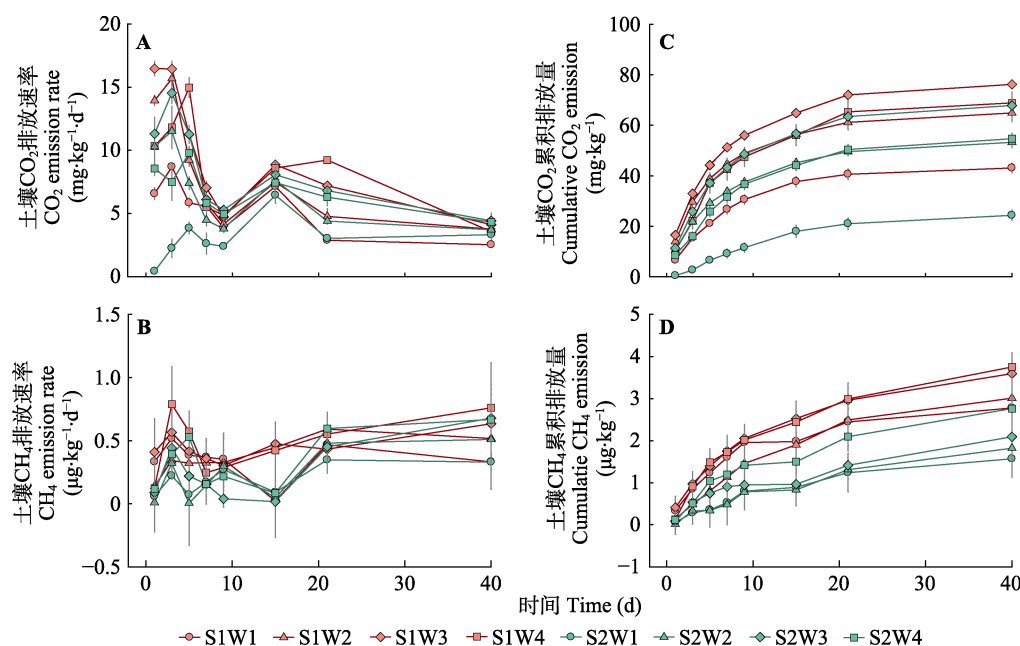 A
土壤CO₂排放速率
CO₂ emission rate
(mg·kg⁻¹·d⁻¹)
20
15
10
5
0
C
土壤CO₂累积排放量
Cumulative CO₂ emission
(mg·kg⁻¹)
100
80
60
40
20
0
B
土壤CH₄排放速率
CH₄ emission rate
(μg·kg⁻¹·d⁻¹)
1.5
1.0
0.5
0
−0.5
0 10 20 30 40
D
土壤CH₄累积排放量
Cumulatie CH₄ emission
(μg·kg⁻¹)
5
4
3
2
1
0
−1
0 10 20 30 40
时间 Time (d)
S1W1 S1W2 S1W3 S1W4 S2W1 S2W2 S2W3 S2W4